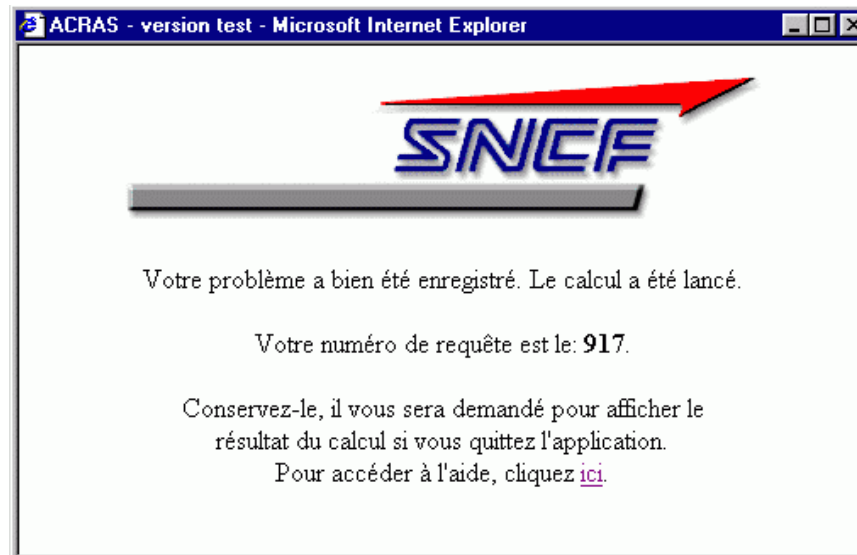 ACRAS - version test - Microsoft Internet Explorer
SNCF
Votre problème a bien été enregistré. Le calcul a été lancé.
Votre numéro de requête est le: 917.
Conservez-le, il vous sera demandé pour afficher le
résultat du calcul si vous quittez l'application.
Pour accéder à l'aide, cliquez ici.